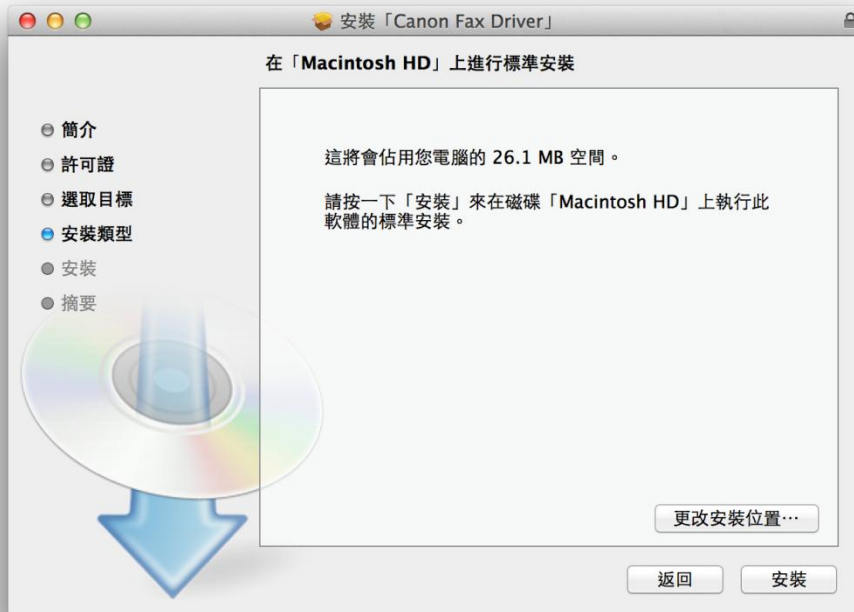 安裝「Canon Fax Driver」
在「Macintosh HD」上進行標準安裝
簡介
許可證
選取目標
安裝類型
安裝
摘要
這將會佔用您電腦的 26.1 MB 空間。
請按一下「安裝」來在磁碟「Macintosh HD」上執行此
軟體的標準安裝。
更改安裝位置⋯
返回
安裝